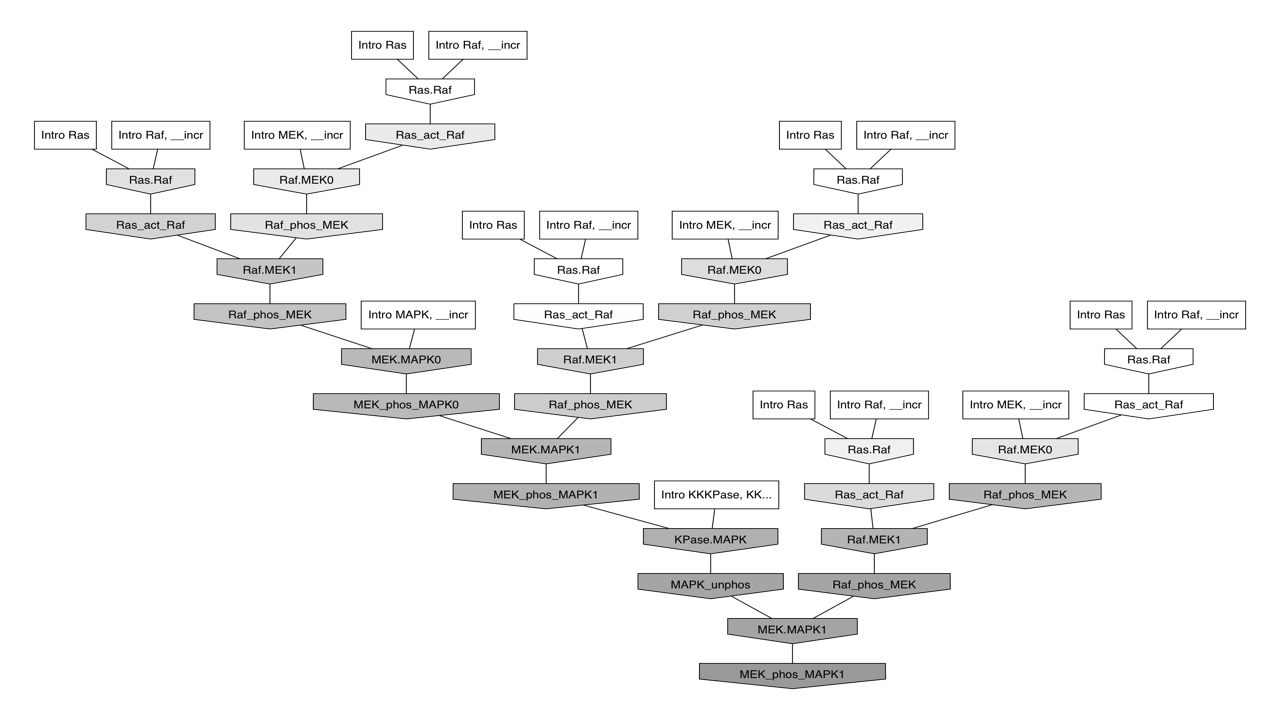 Intro Ras
Intro Raf, __incr
Ras.Raf
Intro Ras
Intro Raf, __incr
Intro MEK, __incr
Ras_act_Raf
Intro Ras
Intro Raf, __incr
Ras.Raf
Raf.MEK0
Ras.Raf
Ras_act_Raf
Raf_phos_MEK
Intro Ras
Intro Raf, __incr
Intro MEK, __incr
Ras_act_Raf
Raf.MEK1
Ras.Raf
Raf.MEK0
Raf_phos_MEK
Intro MAPK, __incr
Ras_act_Raf
Raf_phos_MEK
Intro Ras
Intro Raf, __incr
MEK.MAPK0
Raf.MEK1
Ras.Raf
MEK_phos_MAPK0
Raf_phos_MEK
Intro Ras
Intro Raf, __incr
Intro MEK, __incr
Ras_act_Raf
MEK.MAPK1
Ras.Raf
Raf.MEK0
MEK_phos_MAPK1
Intro KKKPase, KK...
Ras_act_Raf
Raf_phos_MEK
KPase.MAPK
Raf.MEK1
MAPK_unphos
Raf_phos_MEK
MEK.MAPK1
MEK_phos_MAPK1